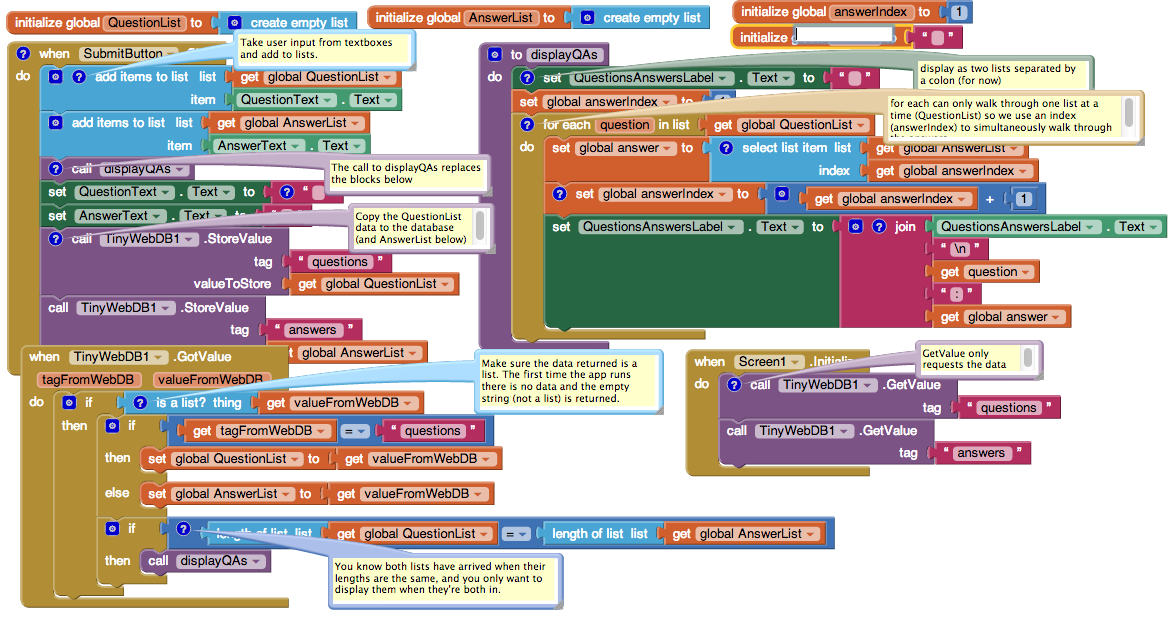 initialize global QuestionList to create empty list
initialize global AnswerList to create empty list
initialize global answerIndex to 1
initialize " "
when SubmitButton
Take user input from textboxes
and add to lists.
do add items to list list get global QuestionList
item QuestionText . Text
add items to list list get global AnswerList
item AnswerText . Text
call displayQAs
The call to displayQAs replaces
the blocks below
set QuestionText . Text to "
set AnswerText . Text to
Copy the QuestionList
data to the database
(and AnswerList below)
call TinyWebDB1 .StoreValue
tag " questions "
valueToStore get global QuestionList
call TinyWebDB1 .StoreValue
tag " answers "
global AnswerList
to displayQAs
do set QuestionsAnswersLabel . Text to " "
display as two lists separated by
a colon (for now)
set global answerIndex to
for each can only walk through one list at a
time (QuestionList) so we use an index
(answerIndex) to simultaneously walk through
for each question in list get global QuestionList
do set global answer to select list item list get global AnswerList
index get global answerIndex
set global answerIndex to get global answerIndex + 1
set QuestionsAnswersLabel . Text to join QuestionsAnswersLabel . Text
" \n "
get question
" : "
get global answer
when TinyWebDB1 .GotValue
tagFromWebDB valueFromWebDB
Make sure the data returned is a
list. The first time the app runs
there is no data and the empty
string (not a list) is returned.
do if is a list? thing get valueFromWebDB
then if get tagFromWebDB = " questions "
then set global QuestionList to get valueFromWebDB
else set global AnswerList to get valueFromWebDB
if length of list list get global QuestionList = length of list list get global AnswerList
then call displayQAs
You know both lists have arrived when their
lengths are the same, and you only want to
display them when they're both in.
when Screen1 .Initialize
GetValue only
requests the data
do call TinyWebDB1 .GetValue
tag " questions "
call TinyWebDB1 .GetValue
tag " answers "